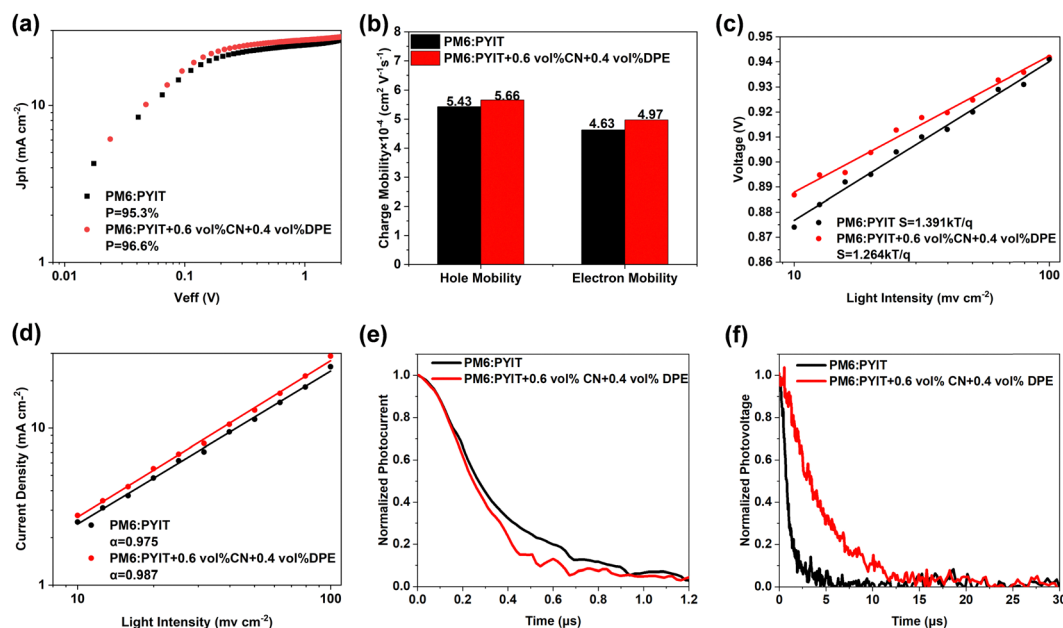 (a)
Jph (mA cm⁻²)
10
1
0.01
0.1
1
Veff (V)
PM6:PYIT
P=95.3%
PM6:PYIT+0.6 vol%CN+0.4 vol%DPE
P=96.6%
(b)
Charge Mobility×10⁻⁴ (cm² V⁻¹s⁻¹)
8
7
6
5
4
3
2
1
0
PM6:PYIT
PM6:PYIT+0.6 vol%CN+0.4 vol%DPE
5.43
5.66
4.63
4.97
Hole Mobility
Electron Mobility
(c)
Voltage (V)
0.95
0.94
0.93
0.92
0.91
0.90
0.89
0.88
0.87
0.86
PM6:PYIT S=1.391kT/q
PM6:PYIT+0.6 vol%CN+0.4 vol%DPE
S=1.264kT/q
10
100
Light Intensity (mv cm⁻²)
(d)
Current Density (mA cm⁻²)
10
1
PM6:PYIT
α=0.975
PM6:PYIT+0.6 vol%CN+0.4 vol%DPE
α=0.987
10
100
Light Intensity (mv cm⁻²)
(e)
Normalized Photocurrent
1.0
0.8
0.6
0.4
0.2
0.0
PM6:PYIT
PM6:PYIT+0.6 vol% CN+0.4 vol% DPE
0.0
0.2
0.4
0.6
0.8
1.0
1.2
Time (µs)
(f)
Normalized Photovoltage
1.0
0.8
0.6
0.4
0.2
0.0
PM6:PYIT
PM6:PYIT+0.6 vol% CN+0.4 vol% DPE
0
5
10
15
20
25
30
Time (µs)